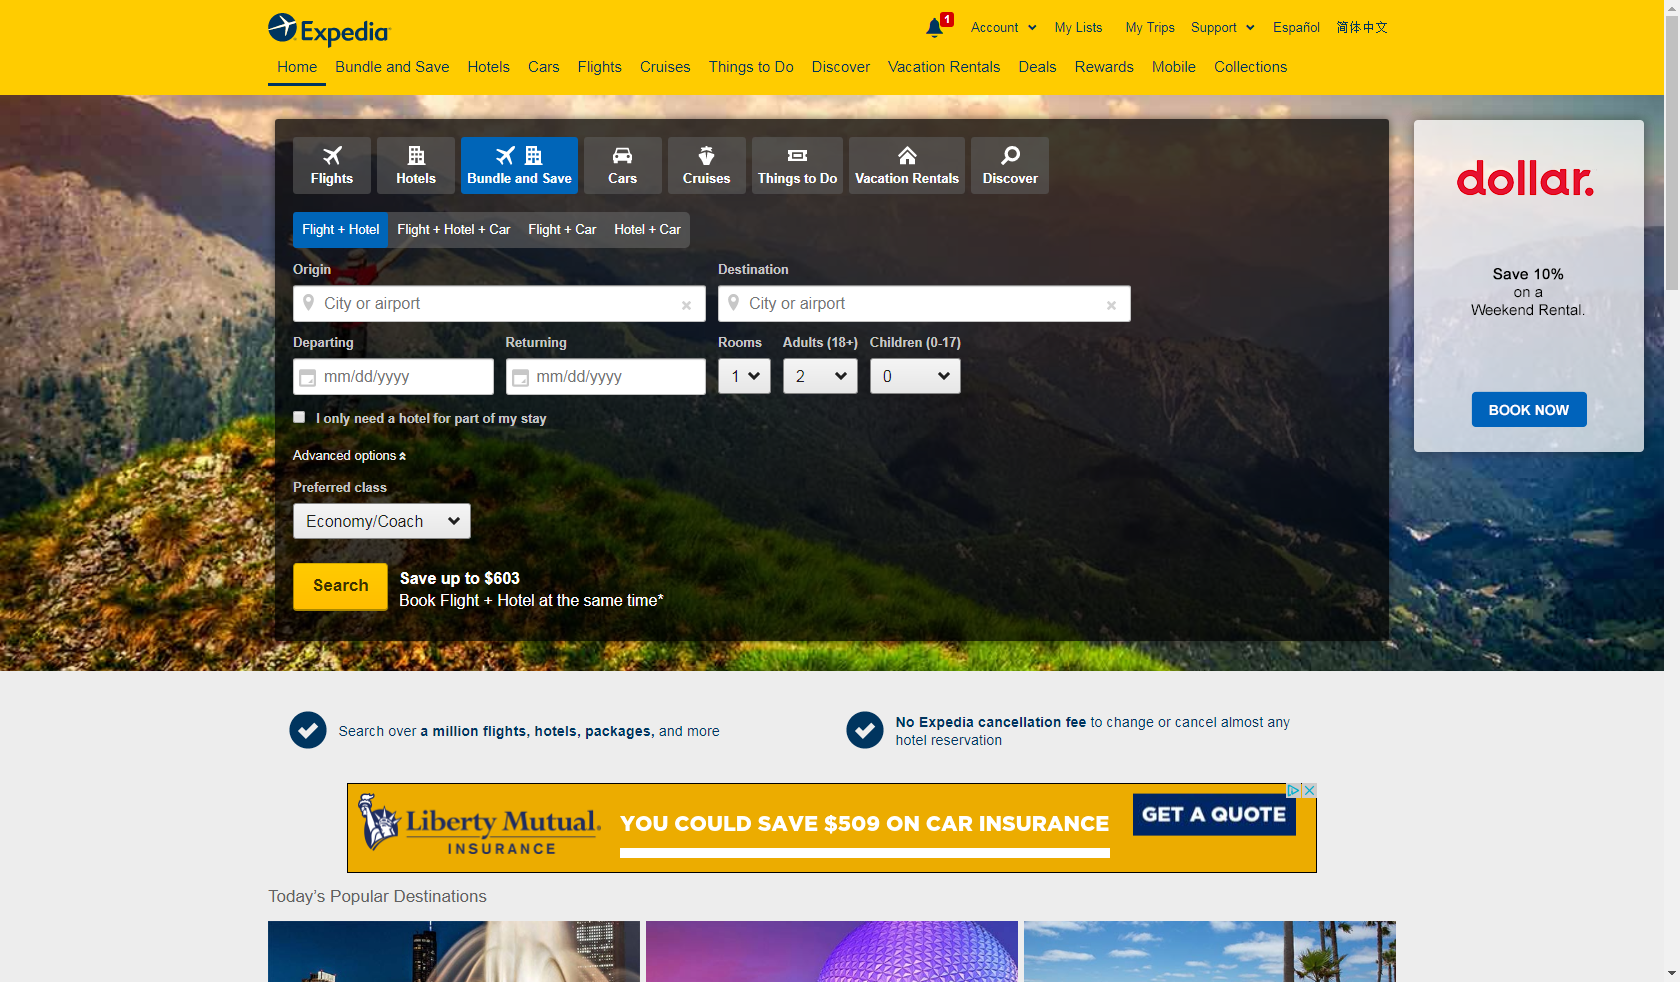 Expedia
1
Account
My Lists
My Trips
Support
Español
简体中文
Home
Bundle and Save
Hotels
Cars
Flights
Cruises
Things to Do
Discover
Vacation Rentals
Deals
Rewards
Mobile
Collections
Flights
Hotels
Bundle and Save
Cars
Cruises
Things to Do
Vacation Rentals
Discover
Flight + Hotel
Flight + Hotel + Car
Flight + Car
Hotel + Car
Origin
Destination
City or airport
City or airport
Departing
Returning
Rooms
Adults (18+)
Children (0-17)
mm/dd/yyyy
mm/dd/yyyy
1
2
0
I only need a hotel for part of my stay
Advanced options
Preferred class
Economy/Coach
Search
Save up to $603
Book Flight + Hotel at the same time*
dollar.
Save 10%
on a
Weekend Rental.
BOOK NOW
Search over a million flights, hotels, packages, and more
No Expedia cancellation fee to change or cancel almost any
hotel reservation
Liberty Mutual.
INSURANCE
YOU COULD SAVE $509 ON CAR INSURANCE
GET A QUOTE
Today's Popular Destinations